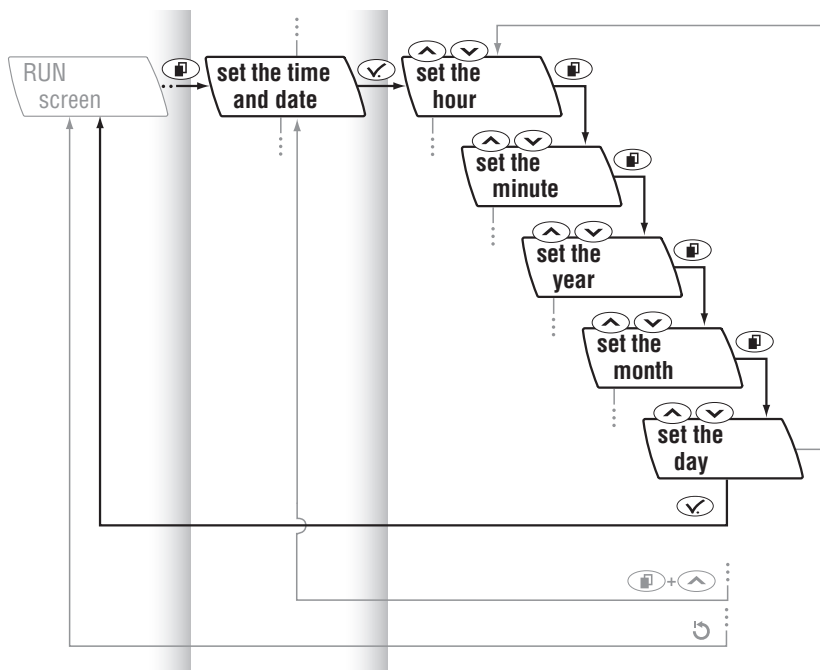 RUN
screen
set the time
and date
set the
hour
set the
minute
set the
year
set the
month
set the
day
+